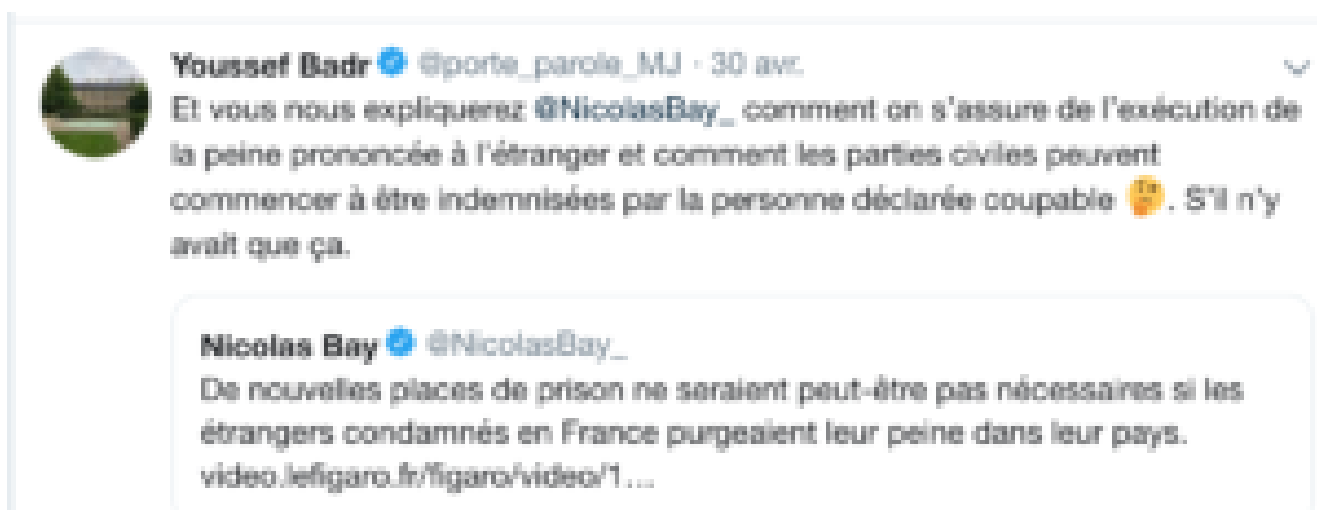 Youssef Badr @porte_parole_MJ · 30 avr.
Et vous nous expliquerez @NicolasBay_ comment on s'assure de l'exécution de
la peine prononcée à l'étranger et comment les parties civiles peuvent
commencer à être indemnisées par la personne déclarée coupable 🤔. S'il n'y
avait que ça.
Nicolas Bay @NicolasBay_
De nouvelles places de prison ne seraient peut-être pas nécessaires si les
étrangers condamnés en France purgeaient leur peine dans leur pays.
video.lefigaro.fr/figaro/video/1...